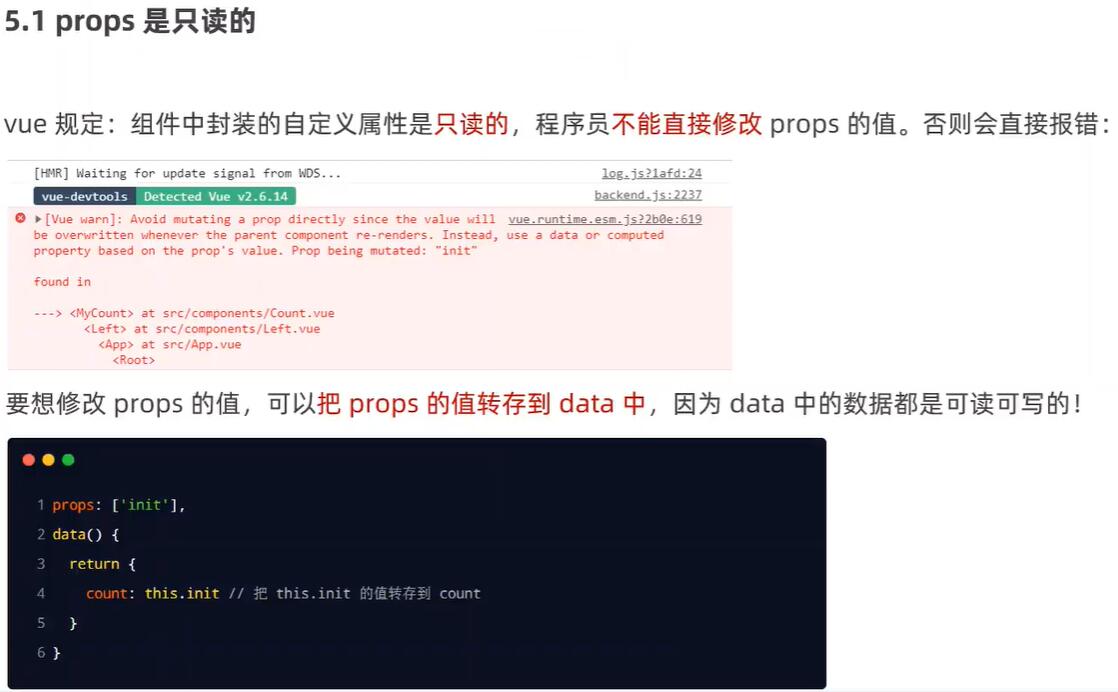 5.1 props 是只读的
vue 规定：组件中封装的自定义属性是只读的，程序员不能直接修改 props 的值。否则会直接报错：
[HMR] Waiting for update signal from WDS... log.js?1afd:24
vue-devtools Detected Vue v2.6.14 backend.js:2237
[Vue warn]: Avoid mutating a prop directly since the value will vue.runtime.esm.js?2b0e:619
be overwritten whenever the parent component re-renders. Instead, use a data or computed
property based on the prop's value. Prop being mutated: "init"
found in
---> <MyCount> at src/components/Count.vue
<Left> at src/components/Left.vue
<App> at src/App.vue
<Root>
要想修改 props 的值，可以把 props 的值转存到 data 中，因为 data 中的数据都是可读可写的！
1 props: ['init'],
2 data() {
3 return {
4 count: this.init // 把 this.init 的值转存到 count
5 }
6 }